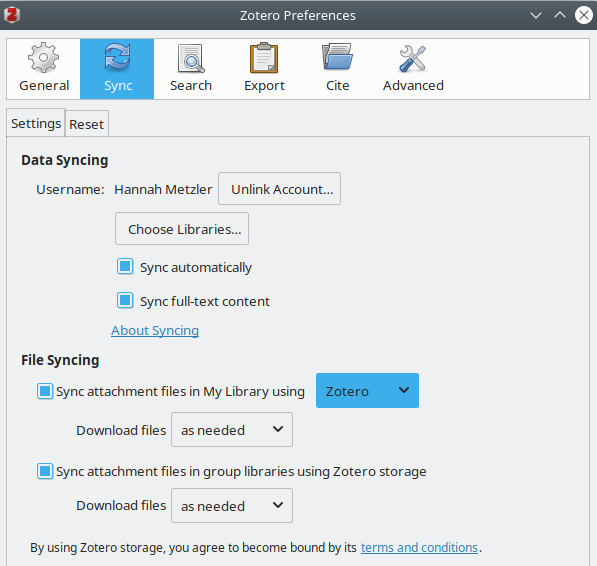 Zotero Preferences
General Sync Search Export Cite Advanced
Settings Reset
Data Syncing
Username: Hannah Metzler Unlink Account...
Choose Libraries...
Sync automatically
Sync full-text content
About Syncing
File Syncing
Sync attachment files in My Library using Zotero
Download files as needed
Sync attachment files in group libraries using Zotero storage
Download files as needed
By using Zotero storage, you agree to become bound by its terms and conditions.